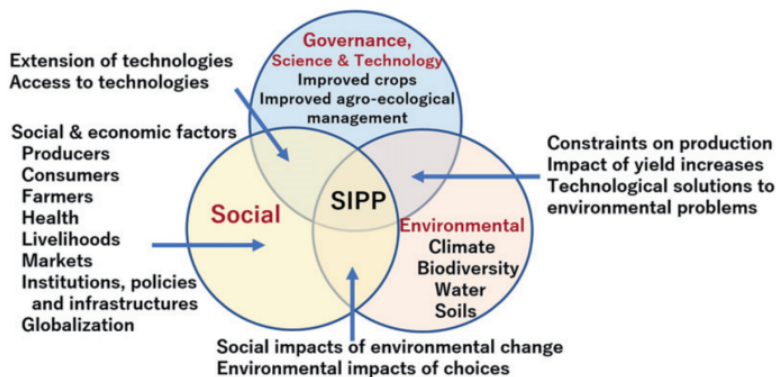 Governance,
Science & Technology
Improved crops
Improved agro-ecological
management
Extension of technologies
Access to technologies
Social & economic factors
Producers
Consumers
Farmers
Health
Livelihoods
Markets
Institutions, policies
and infrastructures
Globalization
Social
SIPP
Environmental
Climate
Biodiversity
Water
Soils
Constraints on production
Impact of yield increases
Technological solutions to
environmental problems
Social impacts of environmental change
Environmental impacts of choices